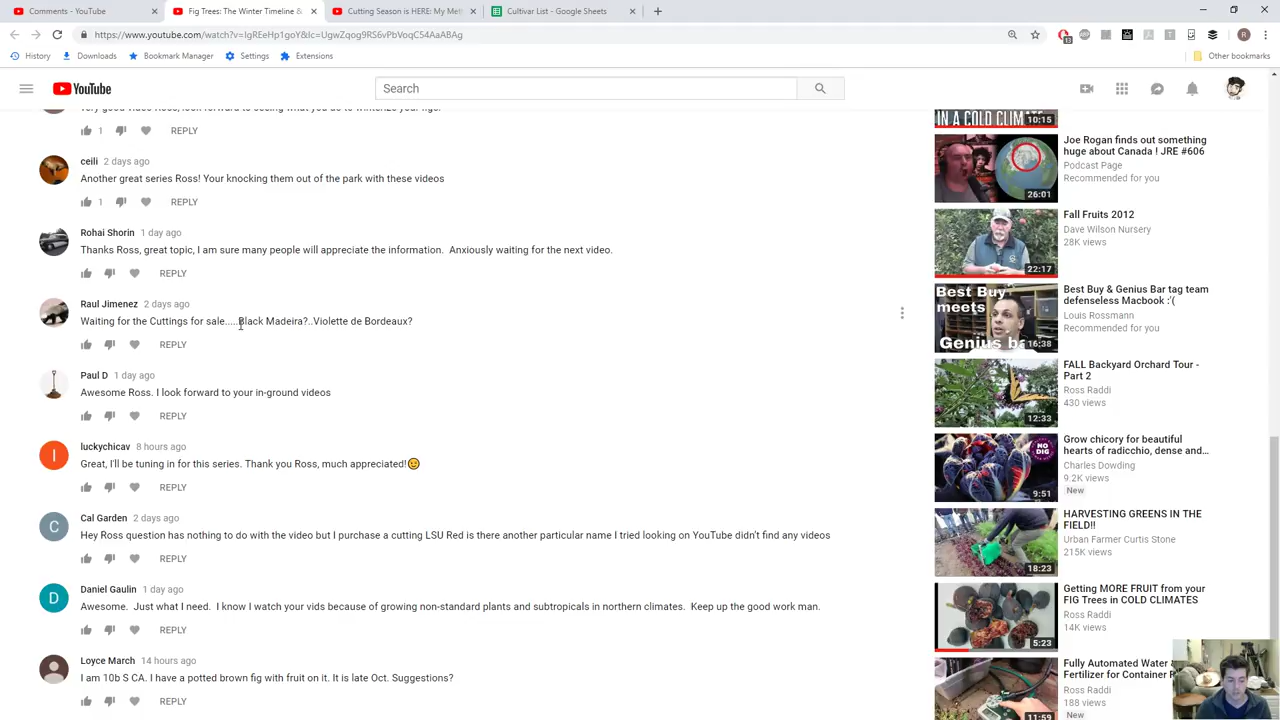 Comments - YouTube
Fig Trees: The Winter Timeline &
Cutting Season is HERE: My Met
Cultivar List - Google Sheets
https://www.youtube.com/watch?v=IgREeHp1goY&lc=UgwZqog9RS6vPbVoqC54AaABAg
History
Downloads
Bookmark Manager
Settings
Extensions
Other bookmarks
YouTube
Search
1 REPLY
ceili 2 days ago
Another great series Ross! Your knocking them out of the park with these videos
1 REPLY
Rohai Shorin 1 day ago
Thanks Ross, great topic, I am sure many people will appreciate the information. Anxiously waiting for the next video.
REPLY
Raul Jimenez 2 days ago
Waiting for the Cuttings for sale.....Black Madeira?..Violette de Bordeaux?
REPLY
Paul D 1 day ago
Awesome Ross. I look forward to your in-ground videos
REPLY
luckychicav 8 hours ago
Great, I'll be tuning in for this series. Thank you Ross, much appreciated!😉
REPLY
C
Cal Garden 2 days ago
Hey Ross question has nothing to do with the video but I purchase a cutting LSU Red is there another particular name I tried looking on YouTube didn't find any videos
REPLY
D
Daniel Gaulin 1 day ago
Awesome. Just what I need. I know I watch your vids because of growing non-standard plants and subtropicals in northern climates. Keep up the good work man.
REPLY
Loyce March 14 hours ago
I am 10b S CA. I have a potted brown fig with fruit on it. It is late Oct. Suggestions?
REPLY
IN A COLD CLIMATE
10:15
Joe Rogan finds out something
huge about Canada ! JRE #606
Podcast Page
Recommended for you
26:01
Fall Fruits 2012
Dave Wilson Nursery
28K views
22:17
Best Buy
meets
Genius ba
16:38
Best Buy & Genius Bar tag team
defenseless Macbook :'(
Louis Rossmann
Recommended for you
FALL Backyard Orchard Tour -
Part 2
Ross Raddi
430 views
12:33
NO DIG
Grow chicory for beautiful
hearts of radicchio, dense and...
Charles Dowding
9.2K views
New
9:51
HARVESTING GREENS IN THE
FIELD!!
Urban Farmer Curtis Stone
215K views
18:23
Getting MORE FRUIT from your
FIG Trees in COLD CLIMATES
Ross Raddi
14K views
5:23
Fully Automated Water
Fertilizer for Container
Ross Raddi
188 views
New
11:59